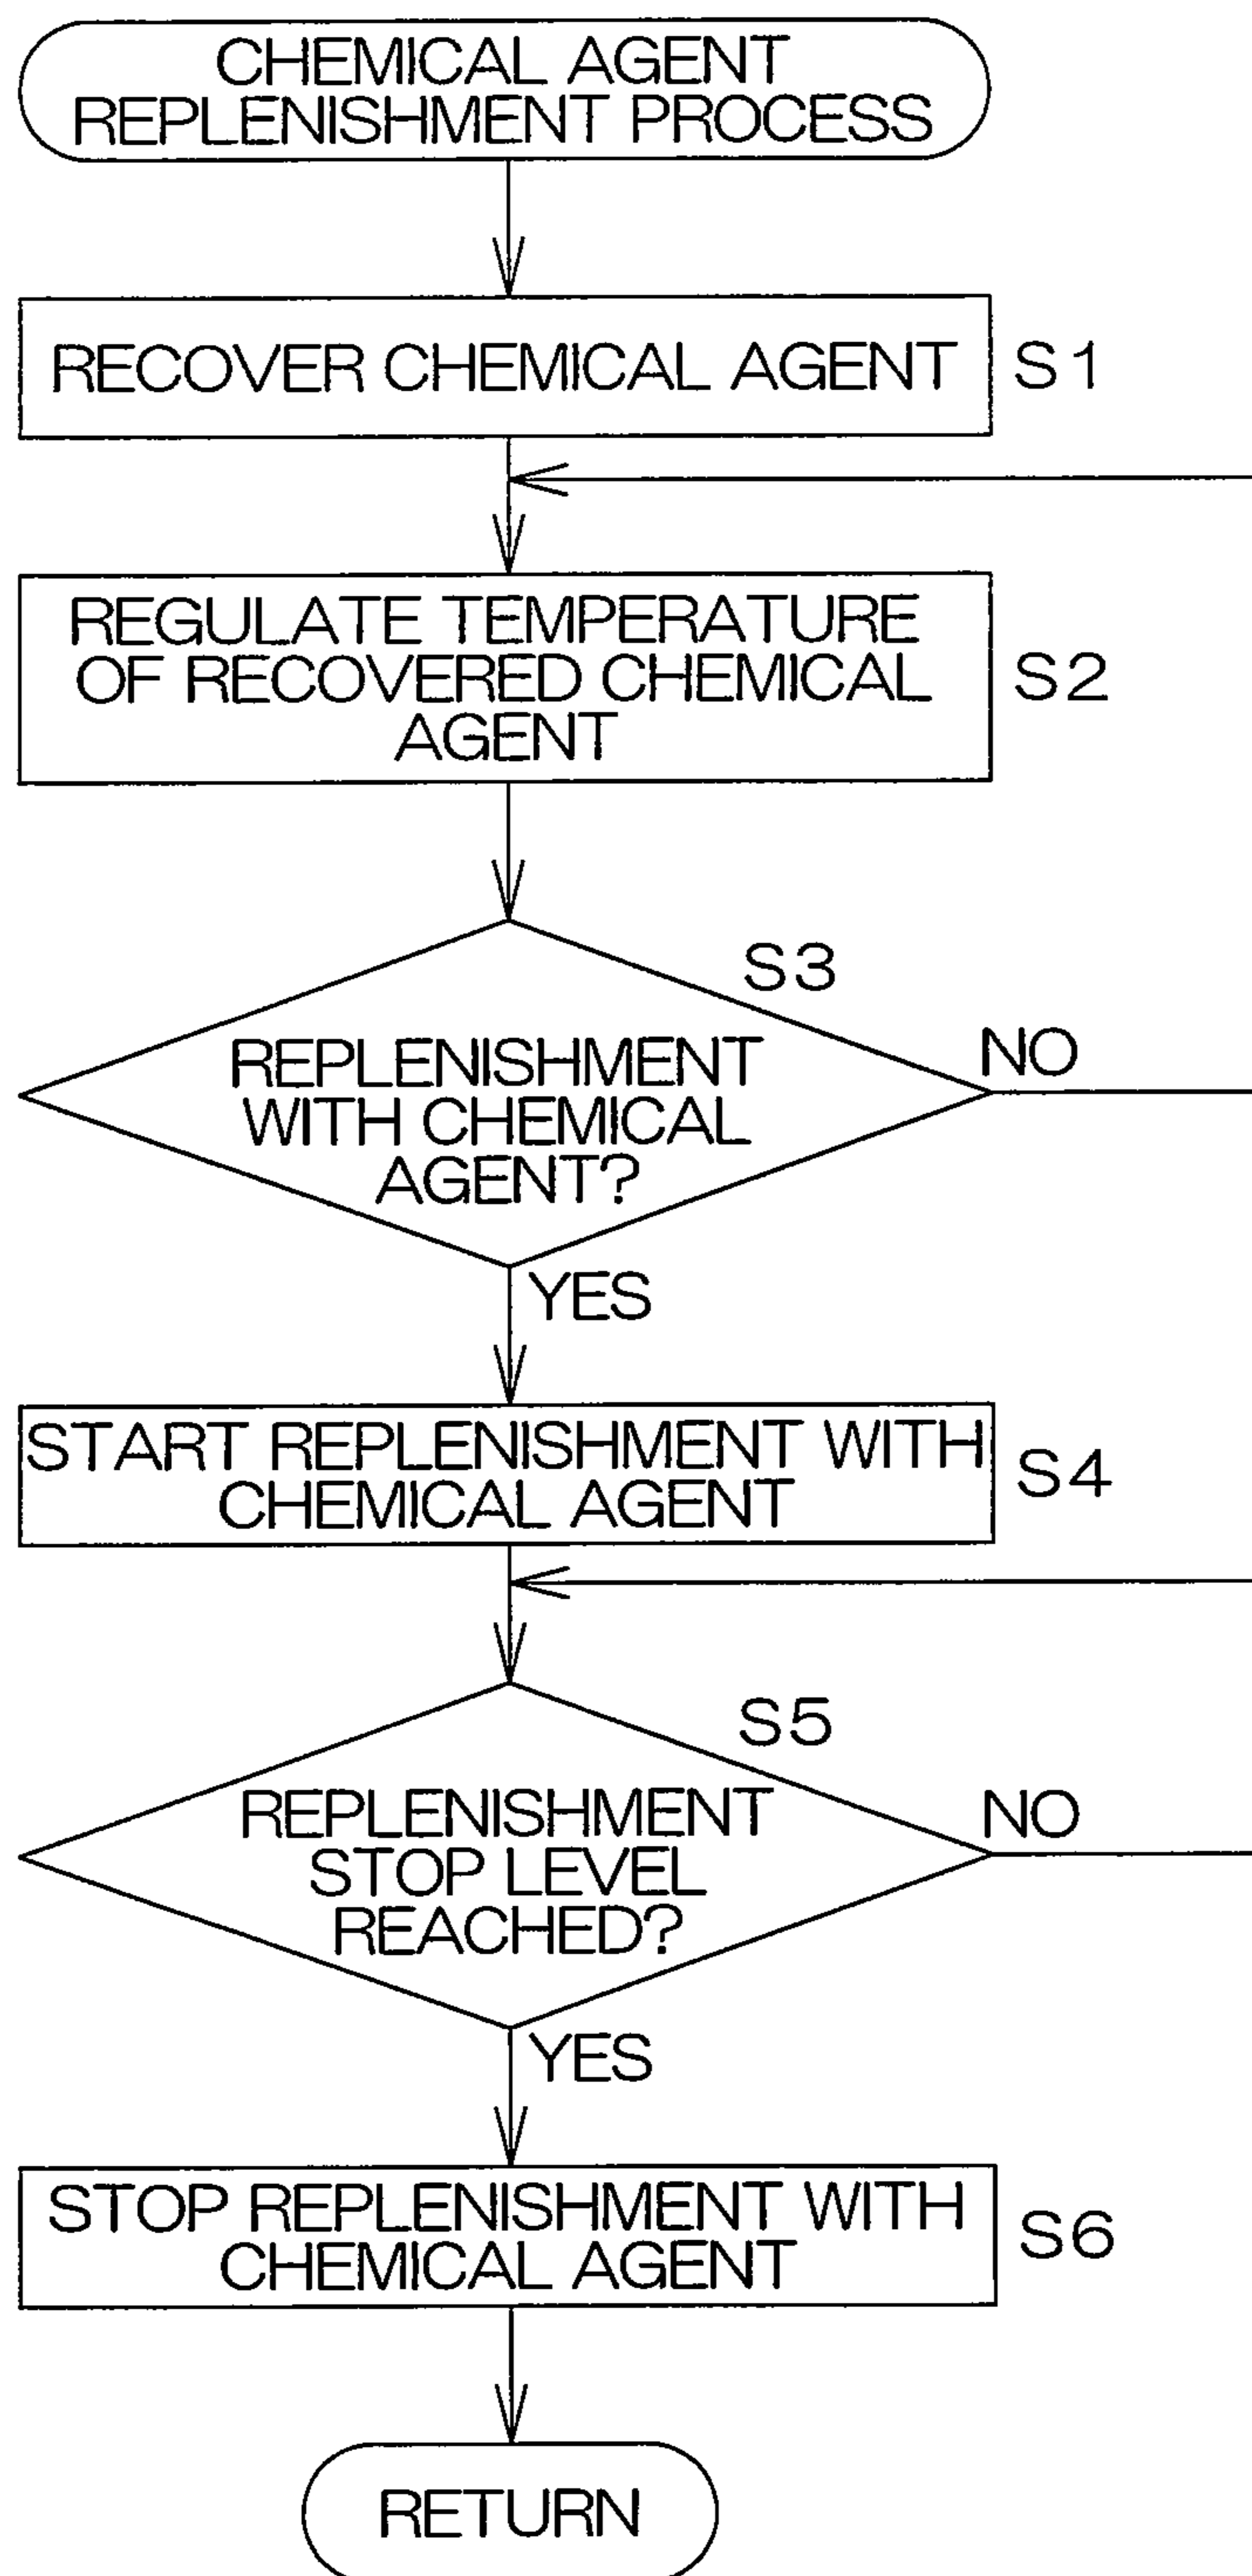 CHEMICAL AGENT
REPLENISHMENT PROCESS
RECOVER CHEMICAL AGENT
S1
REGULATE TEMPERATURE
OF RECOVERED CHEMICAL
AGENT
S2
S3
REPLENISHMENT
WITH CHEMICAL
AGENT?
NO
YES
START REPLENISHMENT WITH
CHEMICAL AGENT
S4
S5
REPLENISHMENT
STOP LEVEL
REACHED?
NO
YES
STOP REPLENISHMENT WITH
CHEMICAL AGENT
S6
RETURN